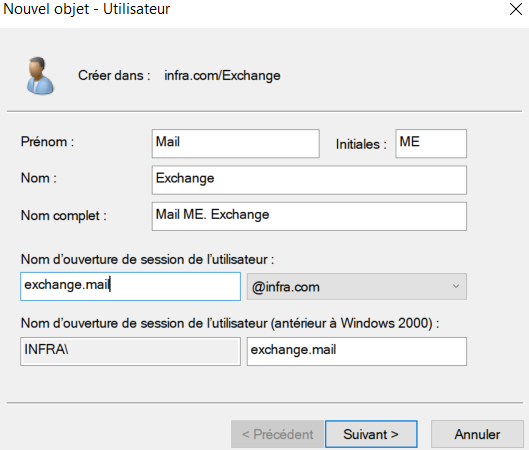 Nouvel objet - Utilisateur
Créer dans : infra.com/Exchange
Prénom : Mail Initiales : ME
Nom : Exchange
Nom complet : Mail ME. Exchange
Nom d'ouverture de session de l'utilisateur :
exchange.mail @infra.com
Nom d'ouverture de session de l'utilisateur (antérieur à Windows 2000) :
INFRA\ exchange.mail
< Précédent Suivant > Annuler